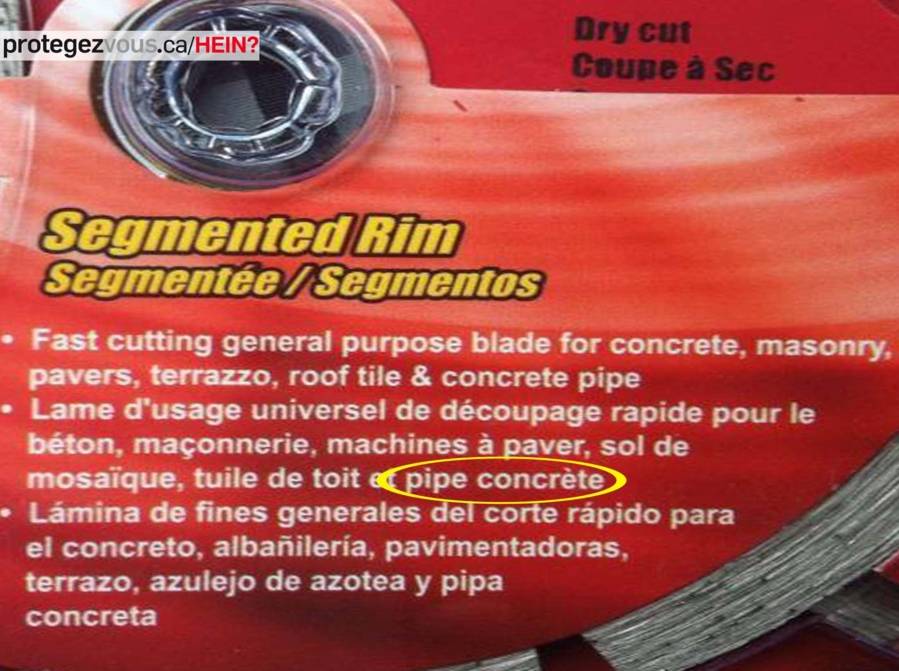 protegezvous.ca/HEIN?
Dry cut
Coupe à Sec
Segmented Rim
Segmentée / Segmentos
• Fast cutting general purpose blade for concrete, masonry,
pavers, terrazzo, roof tile & concrete pipe
• Lame d'usage universel de découpage rapide pour le
béton, maçonnerie, machines à paver, sol de
mosaïque, tuile de toit et pipe concrète
• Lámina de fines generales del corte rápido para
el concreto, albañilería, pavimentadoras,
terrazo, azulejo de azotea y pipa
concreta